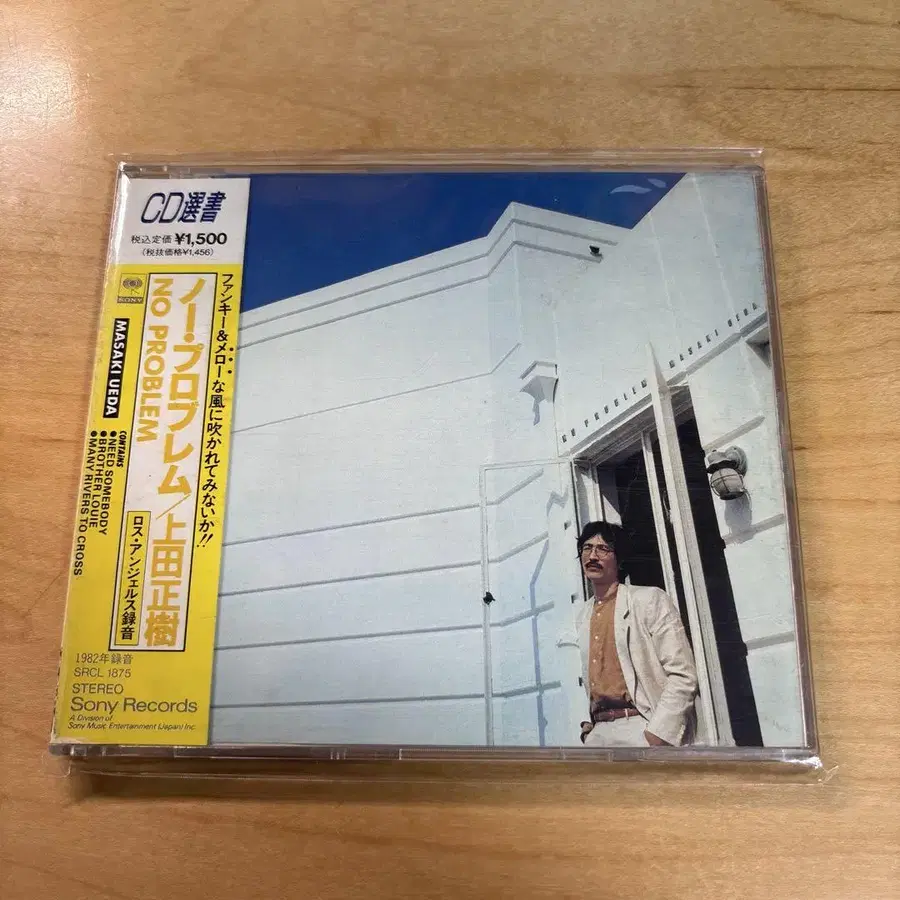 CD選書
税込定価 ¥1,500
(税抜価格¥1,456)
SONY
ファンキー&メローな風に吹かれてみないか!!
ノー・プロブレム/上田正樹
NO PROBLEM
ロス・アンジェルス録音
MASAKI UEDA
CONTAINS
●NEED SOMEBODY
●BROTHER LOUIE
●MANY RIVERS TO CROSS
1982年録音
SRCL 1875
STEREO
Sony Records
A Division of
Sony Music Entertainment (Japan) Inc.
NO PROBLEM MASAKI UEDA